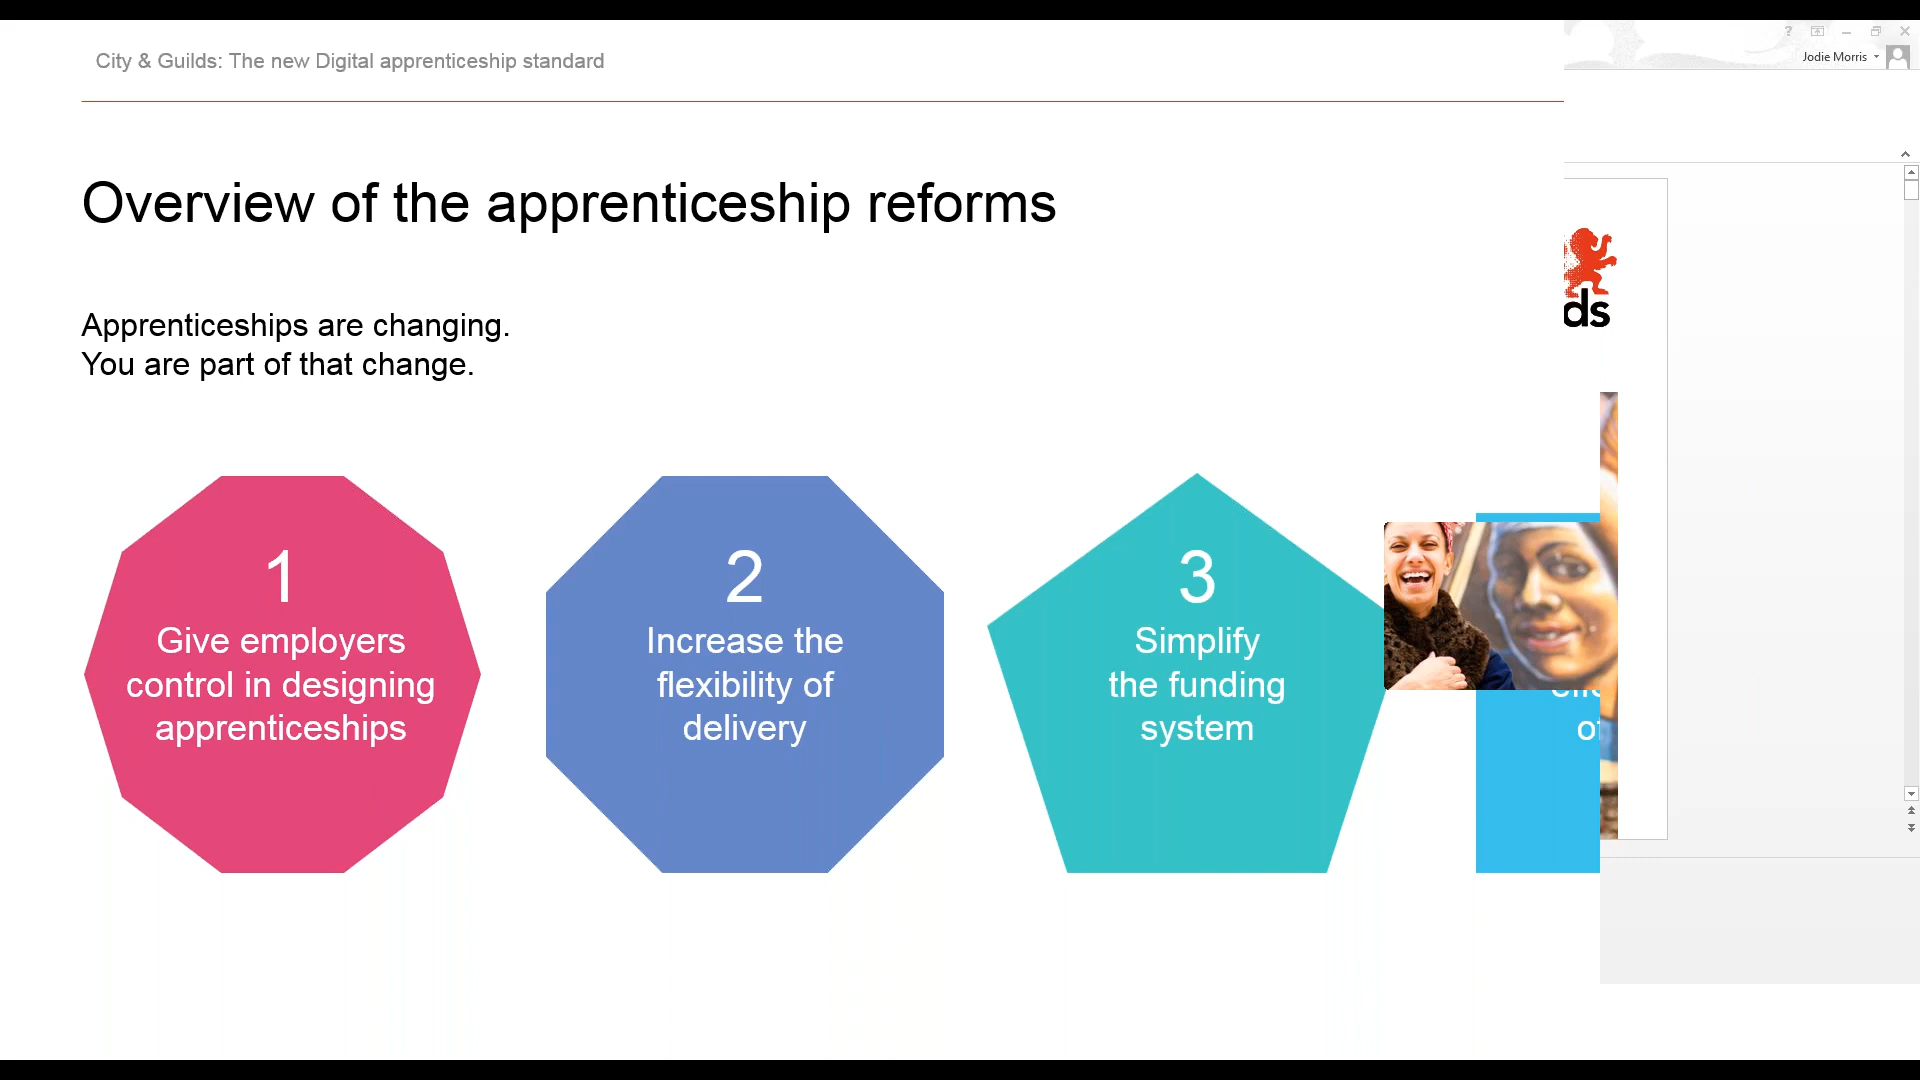 City & Guilds: The new Digital apprenticeship standard
Jodie Morris
Overview of the apprenticeship reforms
ds
Apprenticeships are changing.
You are part of that change.
1
Give employers
control in designing
apprenticeships
2
Increase the
flexibility of
delivery
3
Simplify
the funding
system